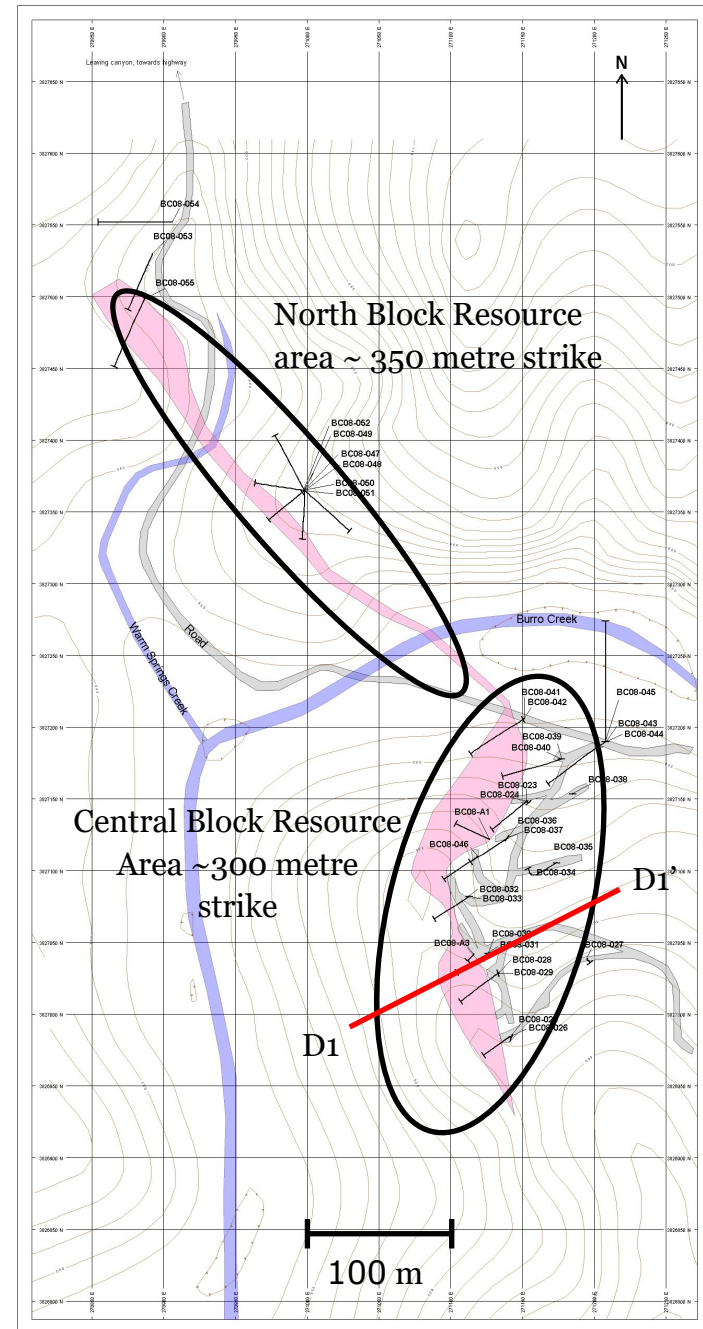 Leaving canyon, towards highway
N
BC08-054
BC08-053
BC08-055
North Block Resource
area ~ 350 metre strike
BC08-052
BC08-049
BC08-047
BC08-048
BC08-050
BC08-051
Burro Creek
Warm Springs Creek
Road
BC08-041
BC08-042
BC08-045
BC08-043
BC08-044
BC08-039
BC08-040
BC08-038
BC08-023
BC08-024
BC08-A1
BC08-036
BC08-037
BC08-046
BC08-035
BC08-034
Central Block Resource
Area ~300 metre
strike
BC08-032
BC08-033
D1'
BC08-A3
BC08-031
BC08-027
BC08-028
BC08-029
BC08-026
D1
100 m